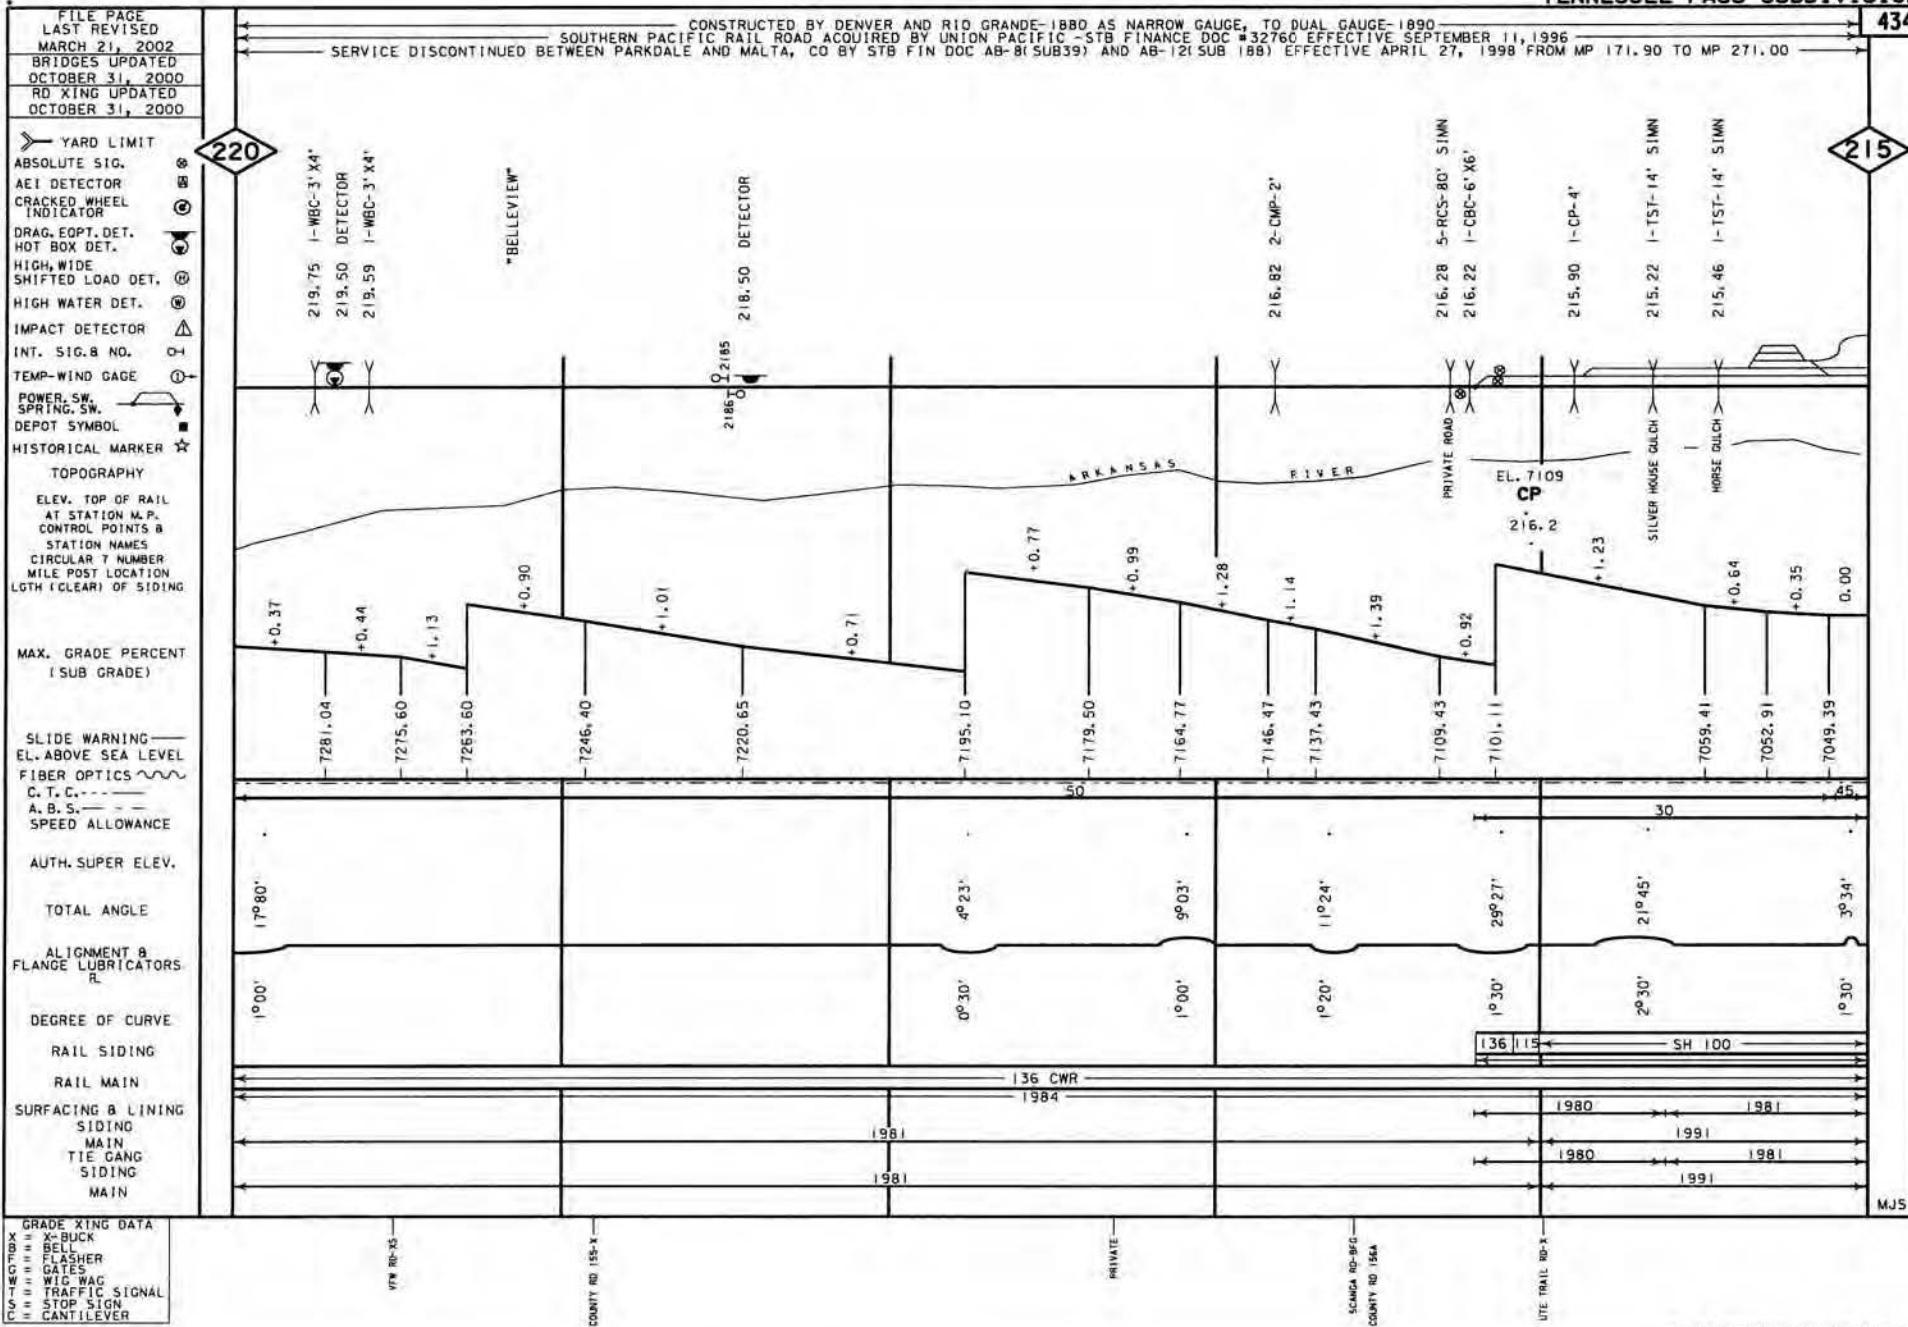 TENNESSEE PASS SUBDIVISION
434
FILE PAGE
LAST REVISED
MARCH 21, 2002
BRIDGES UPDATED
OCTOBER 31, 2000
RD XING UPDATED
OCTOBER 31, 2000
CONSTRUCTED BY DENVER AND RIO GRANDE-1880 AS NARROW GAUGE, TO DUAL GAUGE-1890
SOUTHERN PACIFIC RAIL ROAD ACQUIRED BY UNION PACIFIC -STB FINANCE DOC #32760 EFFECTIVE SEPTEMBER 11,1996
SERVICE DISCONTINUED BETWEEN PARKDALE AND MALTA, CO BY STB FIN DOC AB-8(SUB39) AND AB-12(SUB 188) EFFECTIVE APRIL 27, 1998 FROM MP 171.90 TO MP 271.00
YARD LIMIT
ABSOLUTE SIG.
AEI DETECTOR
CRACKED WHEEL
INDICATOR
DRAG. EQPT. DET.
HOT BOX DET.
HIGH, WIDE
SHIFTED LOAD DET.
HIGH WATER DET.
IMPACT DETECTOR
INT. SIG. & NO.
TEMP-WIND GAGE
POWER. SW.
SPRING. SW.
DEPOT SYMBOL
HISTORICAL MARKER
TOPOGRAPHY
ELEV. TOP OF RAIL
AT STATION M.P.
CONTROL POINTS &
STATION NAMES
CIRCULAR 7 NUMBER
MILE POST LOCATION
LGTH (CLEAR) OF SIDING
MAX. GRADE PERCENT
(SUB GRADE)
SLIDE WARNING
EL. ABOVE SEA LEVEL
FIBER OPTICS
C. T. C.
A. B. S.
SPEED ALLOWANCE
AUTH. SUPER ELEV.
TOTAL ANGLE
ALIGNMENT &
FLANGE LUBRICATORS
DEGREE OF CURVE
RAIL SIDING
RAIL MAIN
SURFACING & LINING
SIDING
MAIN
TIE GANG
SIDING
MAIN
220
215
219.75 1-WBC-3'X4'
219.50 DETECTOR
219.59 1-WBC-3'X4'
"BELLEVIEW"
218.50 DETECTOR
216.82 2-CMP-2'
216.28 5-RCS-80' SIMN
216.22 1-CBC-6'X6'
215.90 1-CP-4'
215.22 1-TST-14' SIMN
215.46 1-TST-14' SIMN
2185
2186
ARKANSAS RIVER
PRIVATE ROAD
EL. 7109
CP
216.2
SILVER HOUSE GULCH
HORSE GULCH
+0.37
+0.44
+1.13
+0.90
+1.01
+0.71
+0.77
+0.99
+1.28
+1.14
+1.39
+0.92
+1.23
+0.64
+0.35
0.00
7281.04
7275.60
7263.60
7246.40
7220.65
7195.10
7179.50
7164.77
7146.47
7137.43
7109.43
7101.11
7059.41
7052.91
7049.39
50
45
30
17°80'
4°23'
9°03'
11°24'
29°27'
21°45'
3°34'
1°00'
0°30'
1°00'
1°20'
1°30'
2°30'
1°30'
136 115 SH 100
136 CWR
1984
1980 1981
1981 1991
1980 1981
1981 1991
MJS
GRADE XING DATA
X = X-BUCK
B = BELL
F = FLASHER
G = GATES
W = WIG WAG
T = TRAFFIC SIGNAL
S = STOP SIGN
C = CANTILEVER
VFW RD-XS
COUNTY RD 155-X
PRIVATE
SCANGA RD-BFG
COUNTY RD 156A
UTE TRAIL RD-X